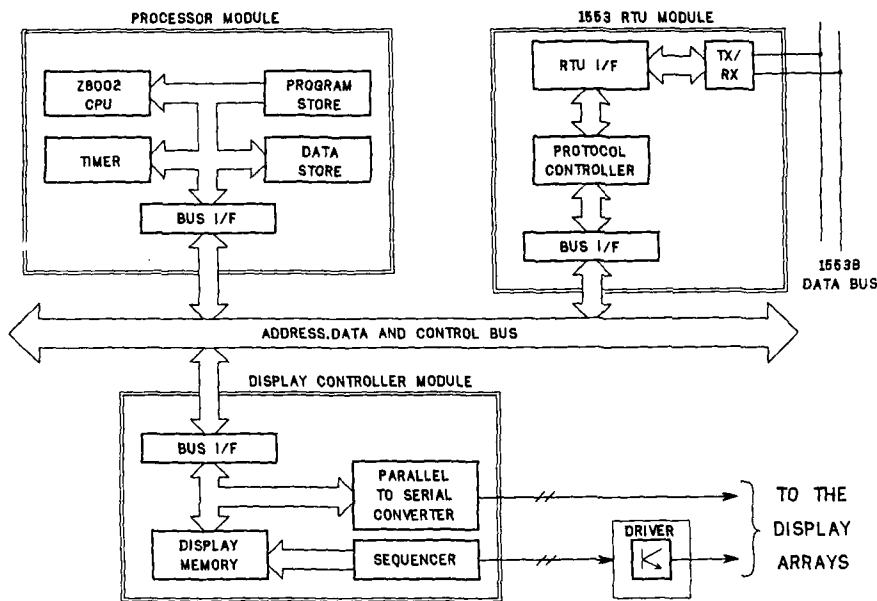 PROCESSOR MODULE
1553 RTU MODULE
Z8002
CPU
PROGRAM
STORE
TIMER
DATA
STORE
BUS I/F
RTU I/F
TX/
RX
PROTOCOL
CONTROLLER
BUS I/F
1553B
DATA BUS
ADDRESS,DATA AND CONTROL BUS
DISPLAY CONTROLLER MODULE
BUS I/F
PARALLEL
TO SERIAL
CONVERTER
DISPLAY
MEMORY
SEQUENCER
DRIVER
TO THE
DISPLAY
ARRAYS